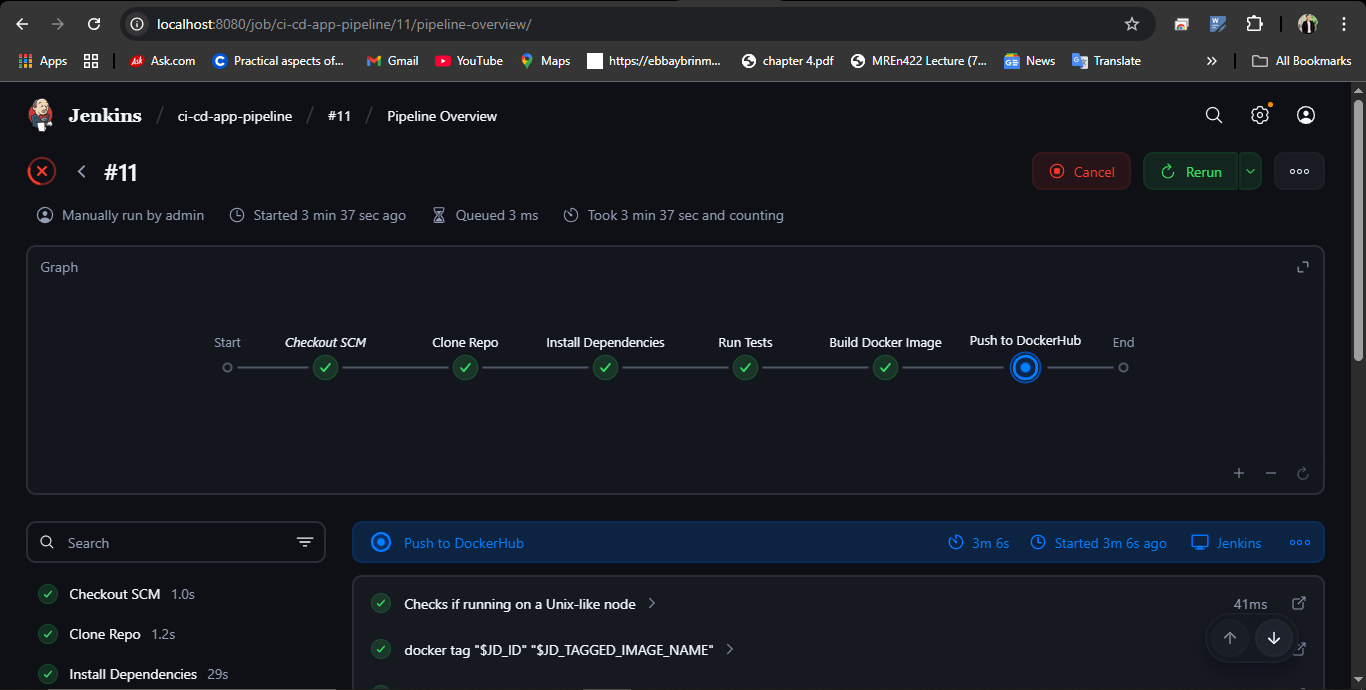 localhost:8080/job/ci-cd-app-pipeline/11/pipeline-overview/
Apps Ask.com Practical aspects of... Gmail YouTube Maps https://ebbaybrinm... chapter 4.pdf MREn422 Lecture (7... News Translate » All Bookmarks
Jenkins / ci-cd-app-pipeline / #11 / Pipeline Overview
#11
Cancel Rerun
Manually run by admin Started 3 min 37 sec ago Queued 3 ms Took 3 min 37 sec and counting
Graph
Start Checkout SCM Clone Repo Install Dependencies Run Tests Build Docker Image Push to DockerHub End
Search
Push to DockerHub 3m 6s Started 3m 6s ago Jenkins
Checkout SCM 1.0s
Clone Repo 1.2s
Install Dependencies 29s
Checks if running on a Unix-like node 41ms
docker tag "$JD_ID" "$JD_TAGGED_IMAGE_NAME"